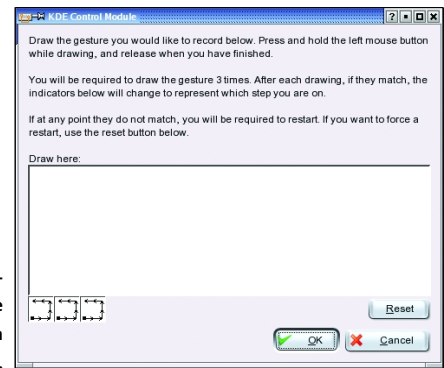 KDE Control Module
Draw the gesture you would like to record below. Press and hold the left mouse button
while drawing, and release when you have finished.
You will be required to draw the gesture 3 times. After each drawing, if they match, the
indicators below will change to represent which step you are on.
If at any point they do not match, you will be required to restart. If you want to force a
restart, use the reset button below.
Draw here:
Reset
OK
Cancel